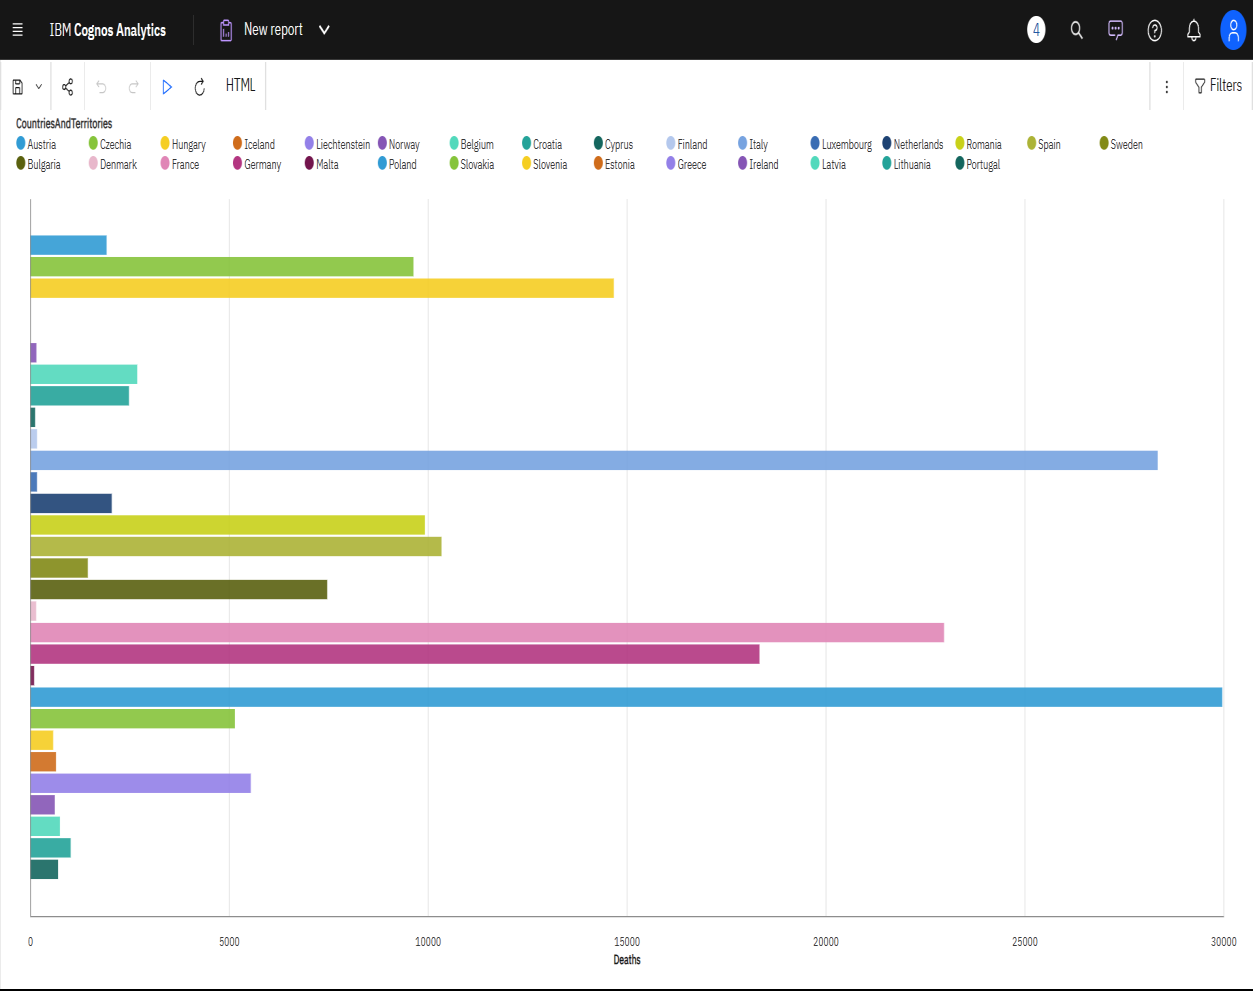 IBM Cognos Analytics New report 4
HTML Filters
CountriesAndTerritories
Austria Czechia Hungary Iceland Liechtenstein Norway Belgium Croatia Cyprus Finland Italy Luxembourg Netherlands Romania Spain Sweden
Bulgaria Denmark France Germany Malta Poland Slovakia Slovenia Estonia Greece Ireland Latvia Lithuania Portugal
0 5000 10000 15000 20000 25000 30000
Deaths